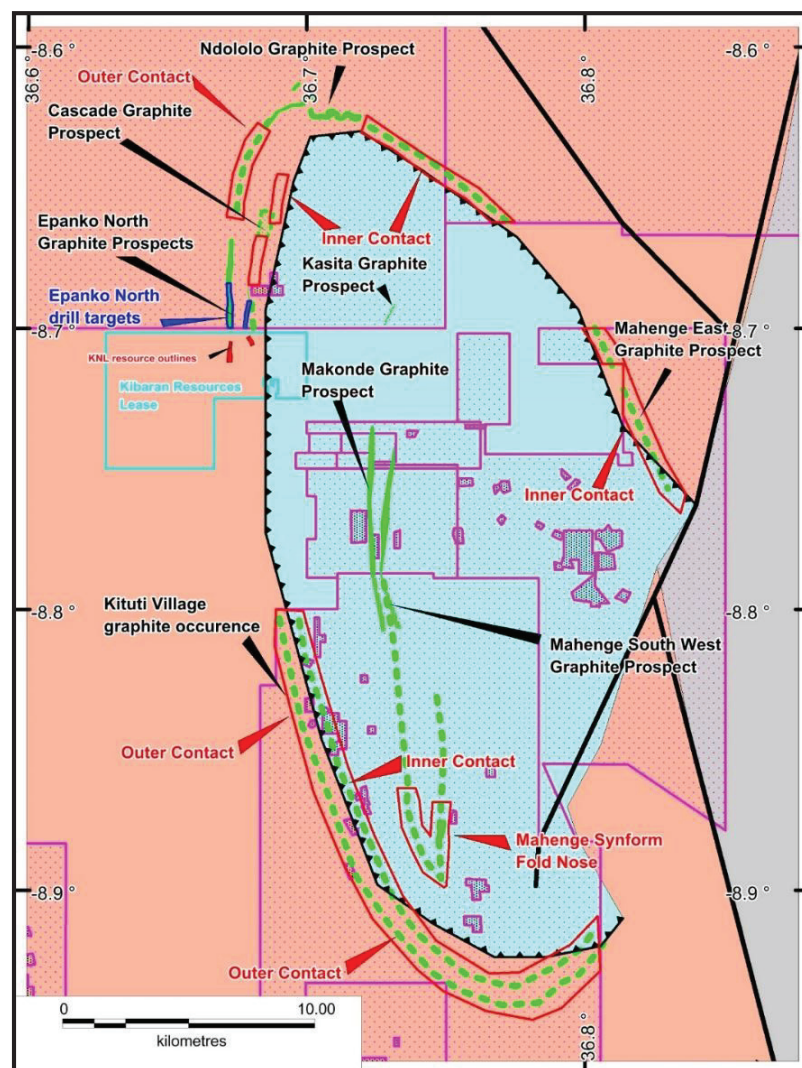 -8.6 °
36.6
36.7
36.8
-8.6 °
Ndololo Graphite Prospect
Outer Contact
Cascade Graphite
Prospect
Epanko North
Graphite Prospects
Inner Contact
Kasita Graphite
Prospect
Epanko North
drill targets
-8.7 °
-8.7 °
KNL resource outlines
Kibaran Resources
Lease
Makonde Graphite
Prospect
Mahenge East
Graphite Prospect
Inner Contact
-8.8 °
-8.8 °
Kituti Village
graphite occurence
Mahenge South West
Graphite Prospect
Outer Contact
Inner Contact
Mahenge Synform
Fold Nose
-8.9 °
-8.9 °
Outer Contact
0
10.00
kilometres
36.8